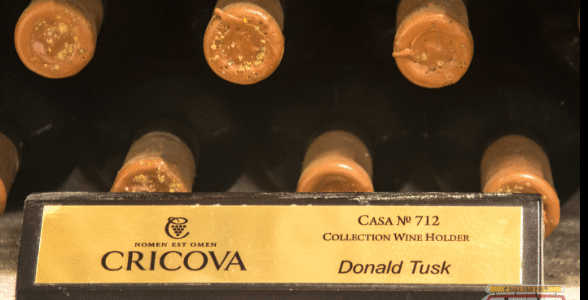 NOMEN EST OMEN
CRICOVA
CASA № 712
COLLECTION WINE HOLDER
Donald Tusk